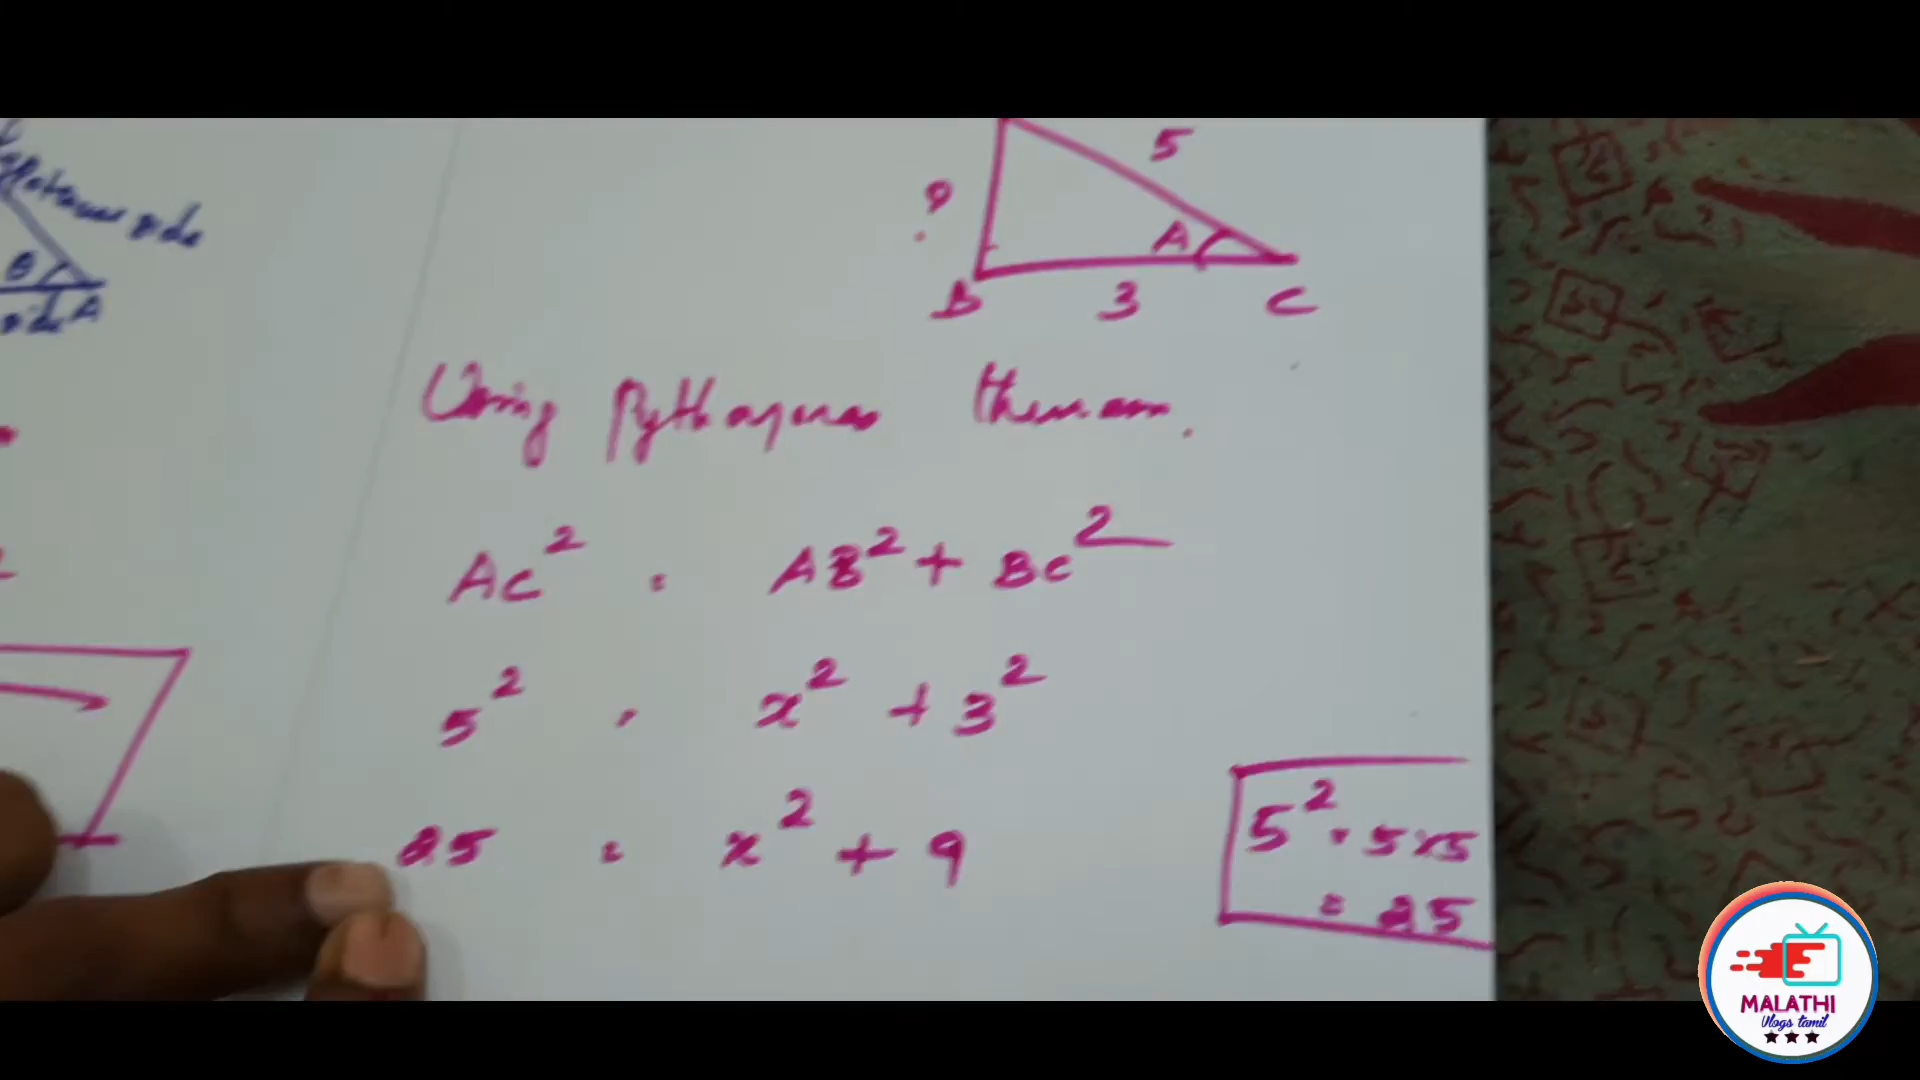 5
?
A
B 3 C
θ
A
Using Pythagoras theorem.
AC² = AB² + BC²
5² = x² + 3²
25 = x² + 9
5² = 5×5
= 25
MALATHI
Vlogs tamil